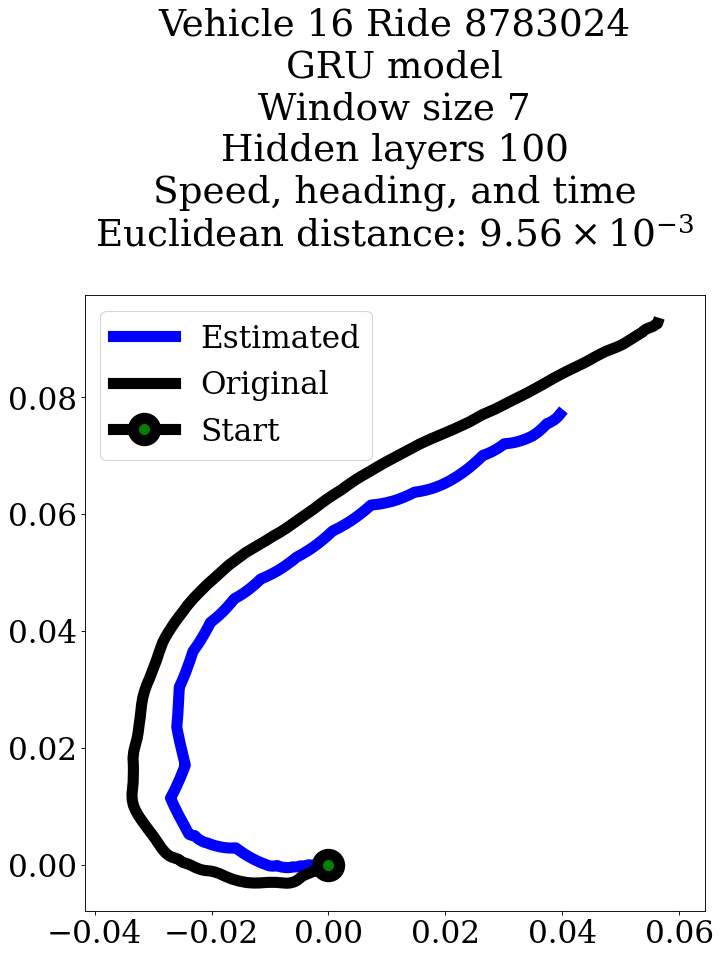 Vehicle 16 Ride 8783024
GRU model
Window size 7
Hidden layers 100
Speed, heading, and time
Euclidean distance: 9.56 × 10⁻³
Estimated
Original
Start
0.08
0.06
0.04
0.02
0.00
−0.04 −0.02 0.00 0.02 0.04 0.06